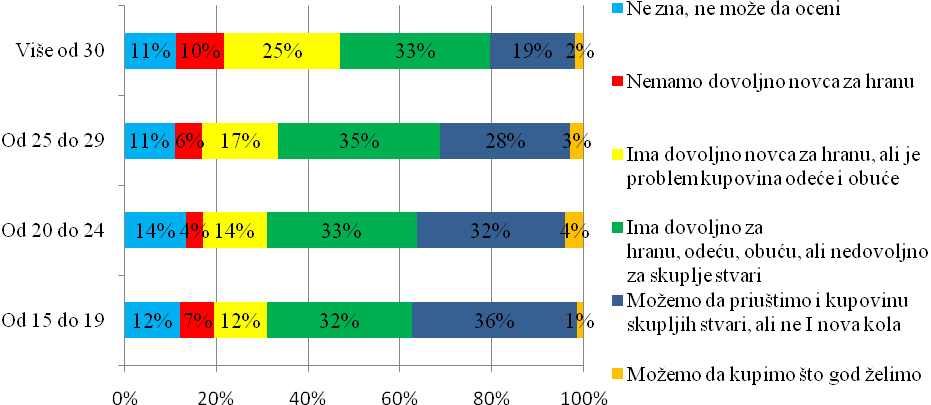 Više od 30
11% 10% 25% 33% 19% 2%
Od 25 do 29
11% 6% 17% 35% 28% 3%
Od 20 do 24
14% 4% 14% 33% 32% 4%
Od 15 do 19
12% 7% 12% 32% 36% 1%
0% 20% 40% 60% 80% 100%
Ne zna, ne može da oceni
Nemamo dovoljno novca za hranu
Ima dovoljno novca za hranu, ali je
problem kupovina odeće i obuće
Ima dovoljno za
hranu, odeću, obuću, ali nedovoljno
za skuplje stvari
Možemo da priuštimo i kupovinu
skupljih stvari, ali ne I nova kola
Možemo da kupimo što god želimo